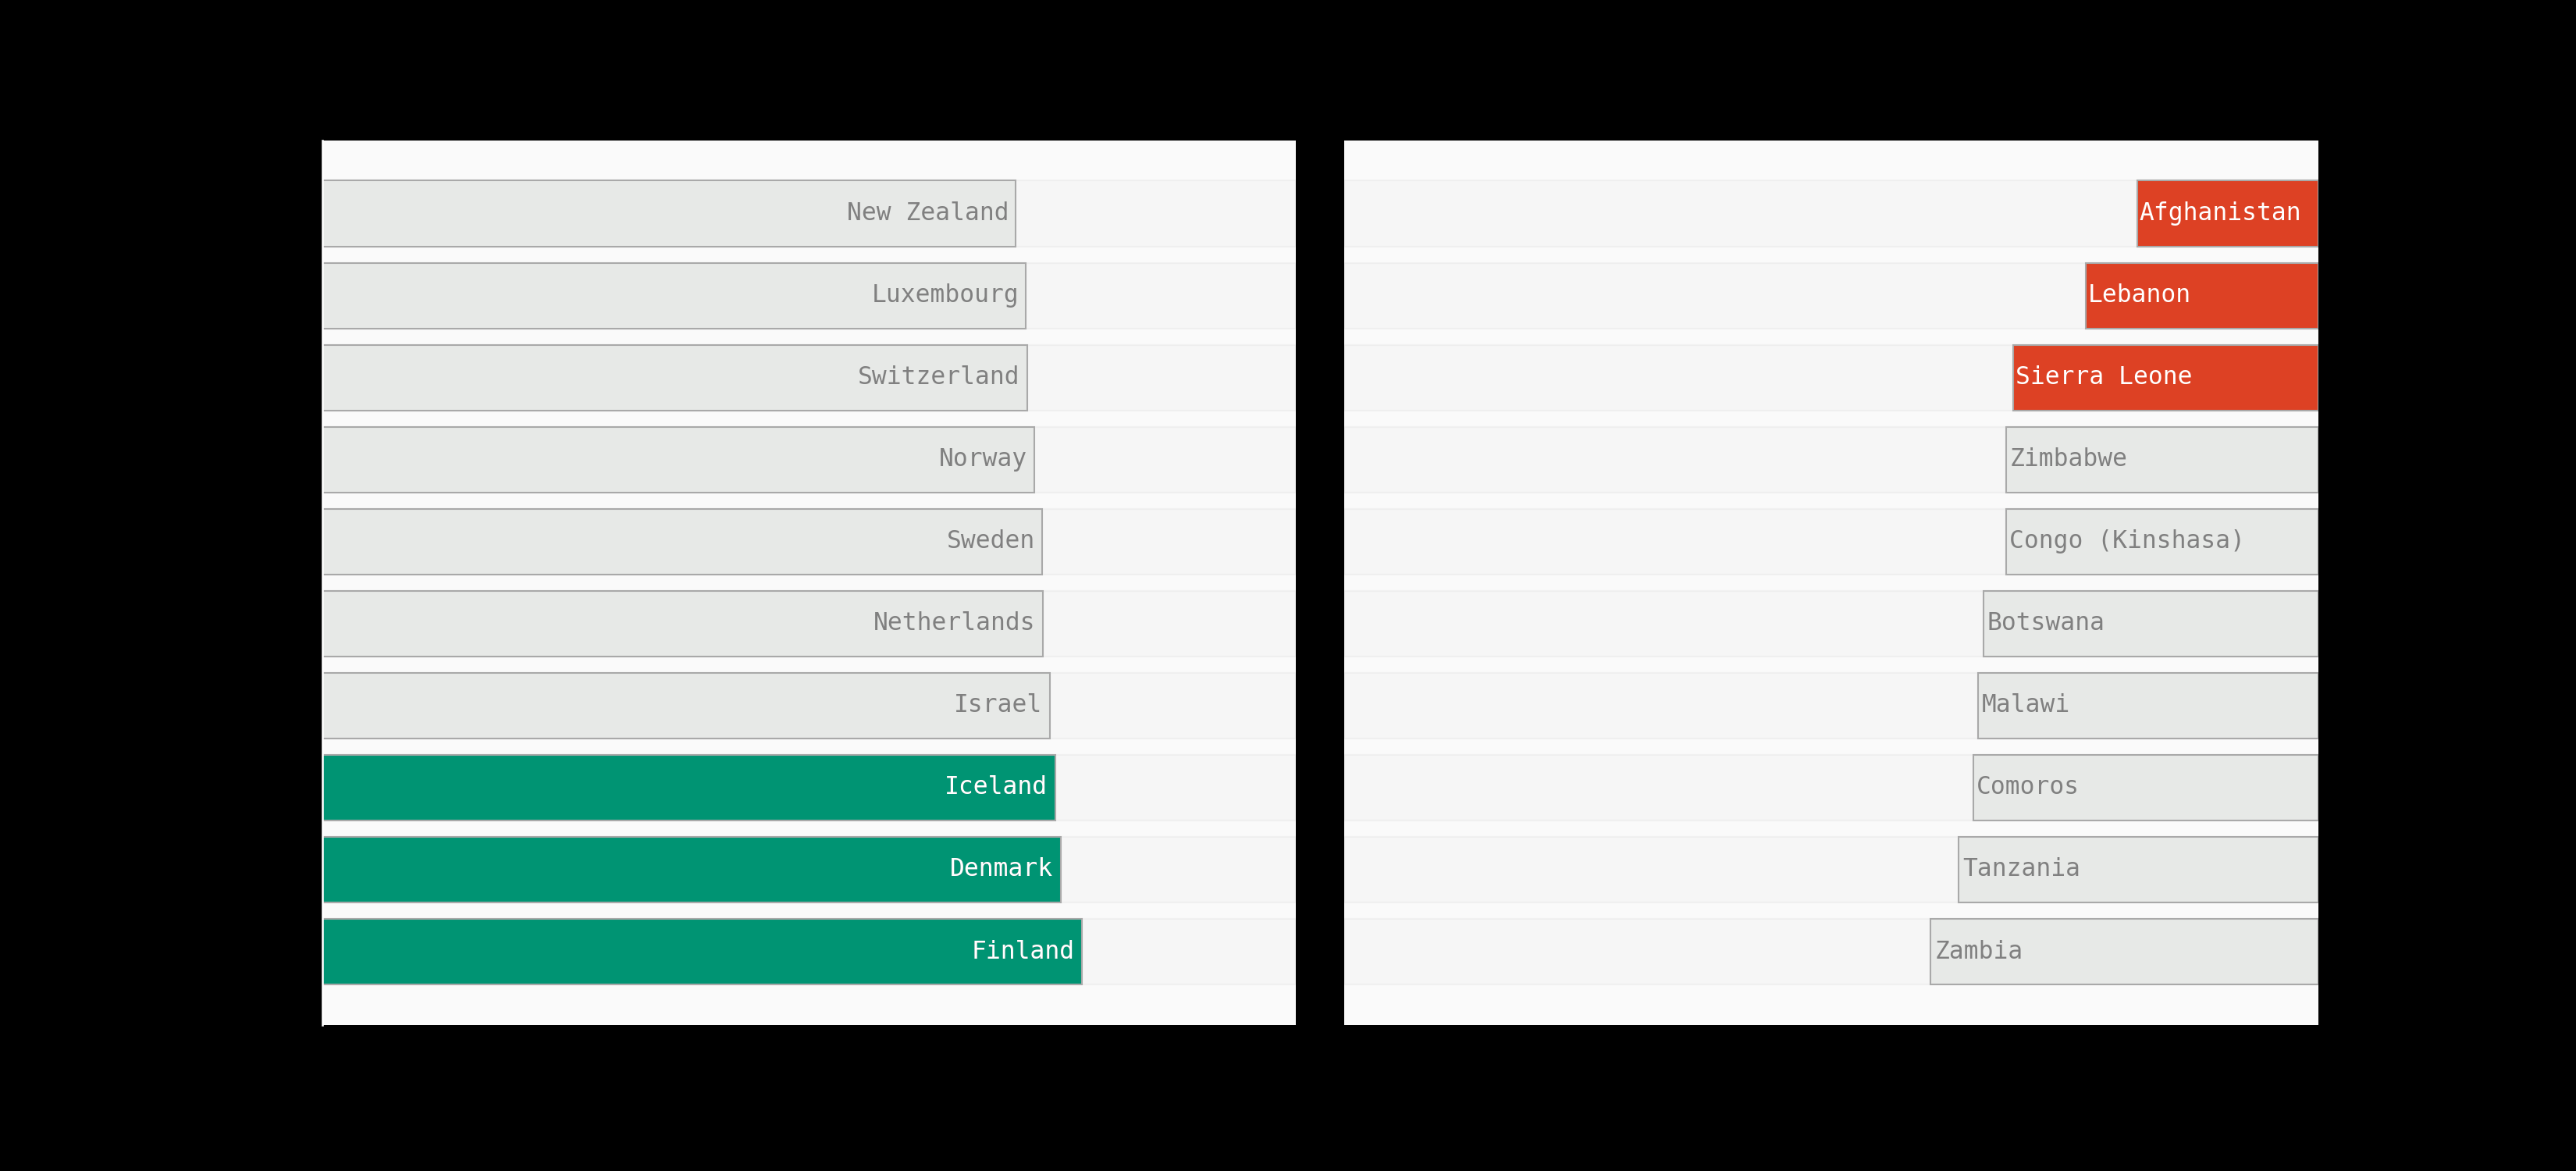 New Zealand
Luxembourg
Switzerland
Norway
Sweden
Netherlands
Israel
Iceland
Denmark
Finland
Afghanistan
Lebanon
Sierra Leone
Zimbabwe
Congo (Kinshasa)
Botswana
Malawi
Comoros
Tanzania
Zambia